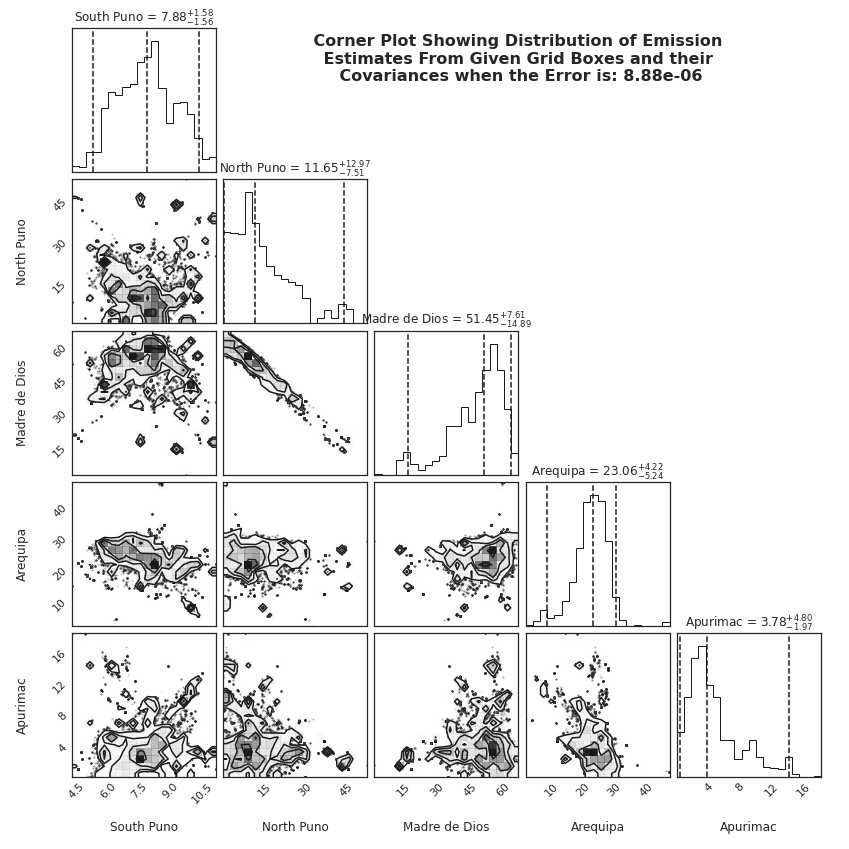 South Puno = 7.88+1.58−1.56
Corner Plot Showing Distribution of Emission
Estimates From Given Grid Boxes and their
Covariances when the Error is: 8.88e-06
North Puno = 11.65+12.97−7.51
North Puno
45
30
15
Madre de Dios = 51.45+7.61−14.89
Madre de Dios
60
45
30
15
Arequipa = 23.06+4.22−5.24
Arequipa
40
30
20
10
Apurimac = 3.78+4.80−1.97
Apurimac
16
12
8
4
4.5 6.0 7.5 9.0 10.5
15 30 45
15 30 45 60
10 20 30 40
4 8 12 16
South Puno
North Puno
Madre de Dios
Arequipa
Apurimac